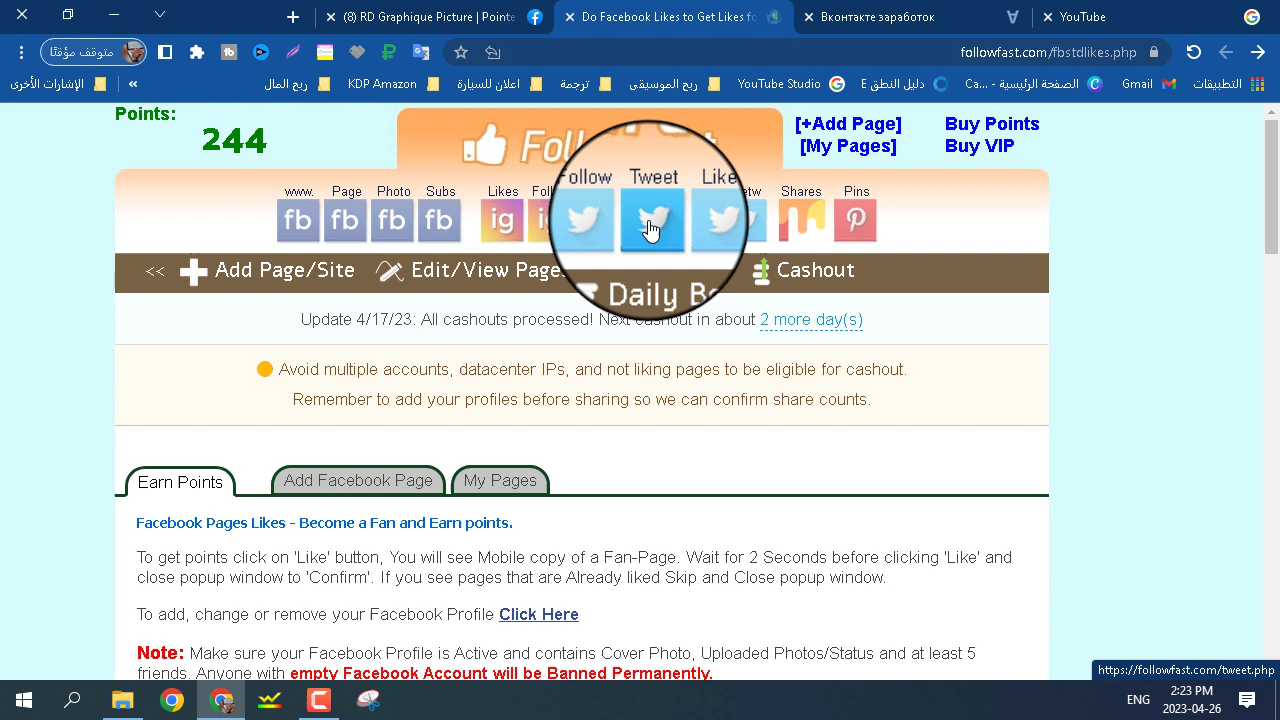 (8) RD Graphique Picture | Pointe
Do Facebook Likes to Get Likes fo
Вконтакте заработок
YouTube
متوقف مؤقتًا
followfast.com/fbstdlikes.php
الإشارات الأخرى
«
ربح المال
KDP Amazon
اعلان للسيارة
ترجمة
ربح الموسيقى
YouTube Studio
دليل النطق E
الصفحة الرئيسية - Ca...
Gmail
التطبيقات
Points:
244
[+Add Page]
[My Pages]
Buy Points
Buy VIP
www Page Photo Subs Likes Follow Tweet Like Shares Pins
fb fb fb fb ig
<< Add Page/Site Edit/View Pages Daily Bo Cashout
Update 4/17/23: All cashouts processed! Next cashout in about 2 more day(s)
Avoid multiple accounts, datacenter IPs, and not liking pages to be eligible for cashout.
Remember to add your profiles before sharing so we can confirm share counts.
Earn Points
Add Facebook Page
My Pages
Facebook Pages Likes - Become a Fan and Earn points.
To get points click on 'Like' button, You will see Mobile copy of a Fan-Page. Wait for 2 Seconds before clicking 'Like' and
close popup window to 'Confirm'. If you see pages that are Already liked Skip and Close popup window.
To add, change or remove your Facebook Profile Click Here
Note: Make sure your Facebook Profile is Active and contains Cover Photo, Uploaded Photos/Status and at least 5
friends. Anyone with empty Facebook Account will be Banned Permanently.
https://followfast.com/tweet.php
ENG
2:23 PM
2023-04-26